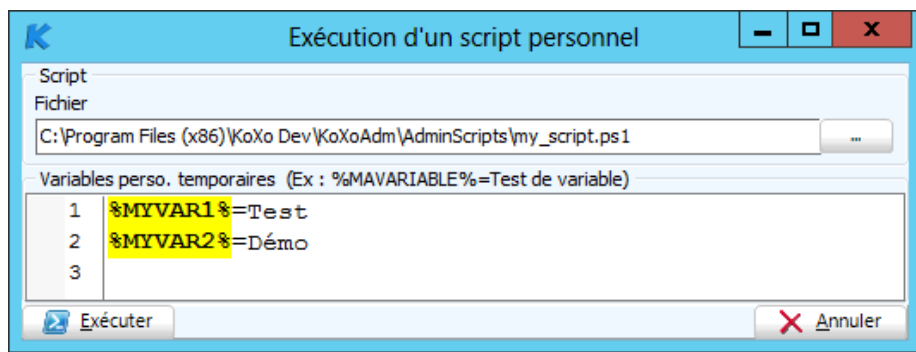 Exécution d'un script personnel
Script
Fichier
C:\Program Files (x86)\KoXo Dev\KoXoAdm\AdminScripts\my_script.ps1 ...
Variables perso. temporaires (Ex : %MAVARIABLE%=Test de variable)
1 %MYVAR1%=Test
2 %MYVAR2%=Démo
3
Exécuter Annuler